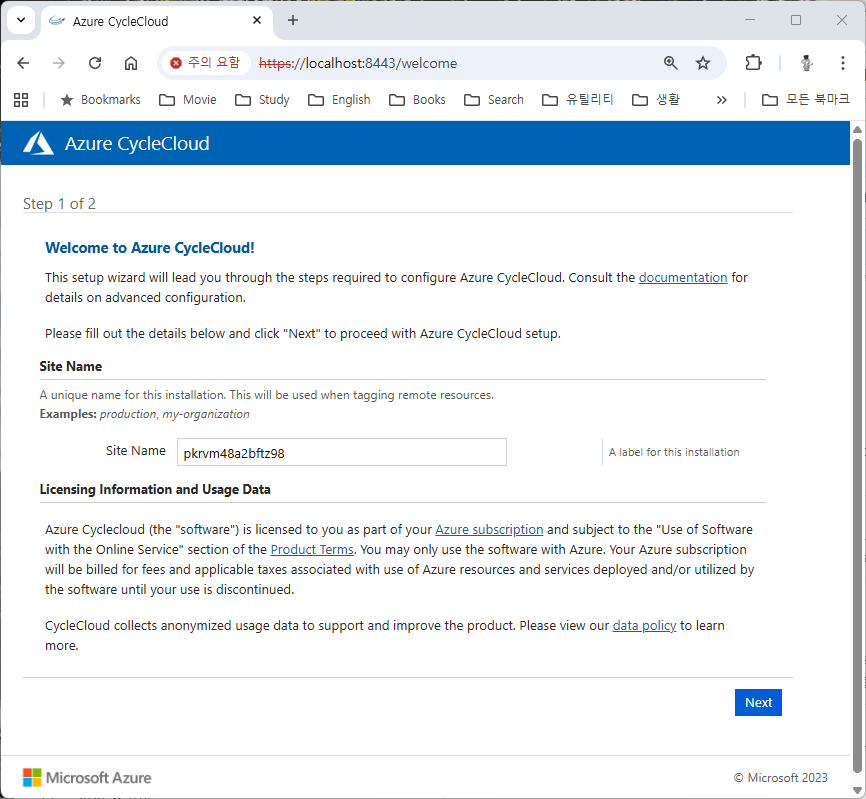 Azure CycleCloud
주의 요함
https://localhost:8443/welcome
Bookmarks Movie Study English Books Search 유틸리티 생활 » 모든 북마크
Azure CycleCloud
Step 1 of 2
Welcome to Azure CycleCloud!
This setup wizard will lead you through the steps required to configure Azure CycleCloud. Consult the documentation for
details on advanced configuration.
Please fill out the details below and click "Next" to proceed with Azure CycleCloud setup.
Site Name
A unique name for this installation. This will be used when tagging remote resources.
Examples: production, my-organization
Site Name pkrvm48a2bftz98 A label for this installation
Licensing Information and Usage Data
Azure Cyclecloud (the "software") is licensed to you as part of your Azure subscription and subject to the "Use of Software
with the Online Service" section of the Product Terms. You may only use the software with Azure. Your Azure subscription
will be billed for fees and applicable taxes associated with use of Azure resources and services deployed and/or utilized by
the software until your use is discontinued.
CycleCloud collects anonymized usage data to support and improve the product. Please view our data policy to learn
more.
Next
Microsoft Azure © Microsoft 2023